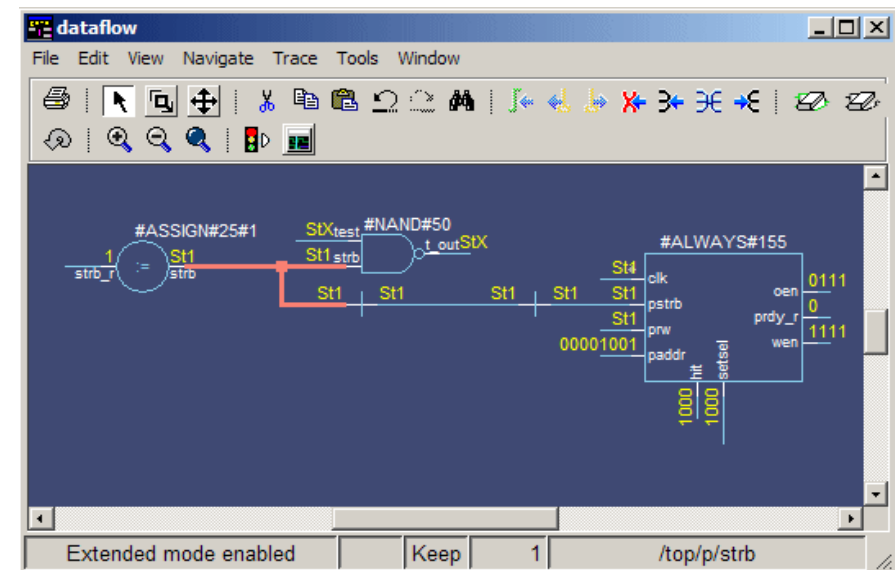 dataflow
File Edit View Navigate Trace Tools Window
#ASSIGN#25#1
StX test #NAND#50
t_out StX
1 strb_r := St1 strb
St1 strb
#ALWAYS#155
St1 St1 St1 St1
clk
St1 pstrb
St1 prw
00001001 paddr
oen 0111
prdy_r 0
wen 1111
hit setsel
1000 1000
Extended mode enabled Keep 1 /top/p/strb